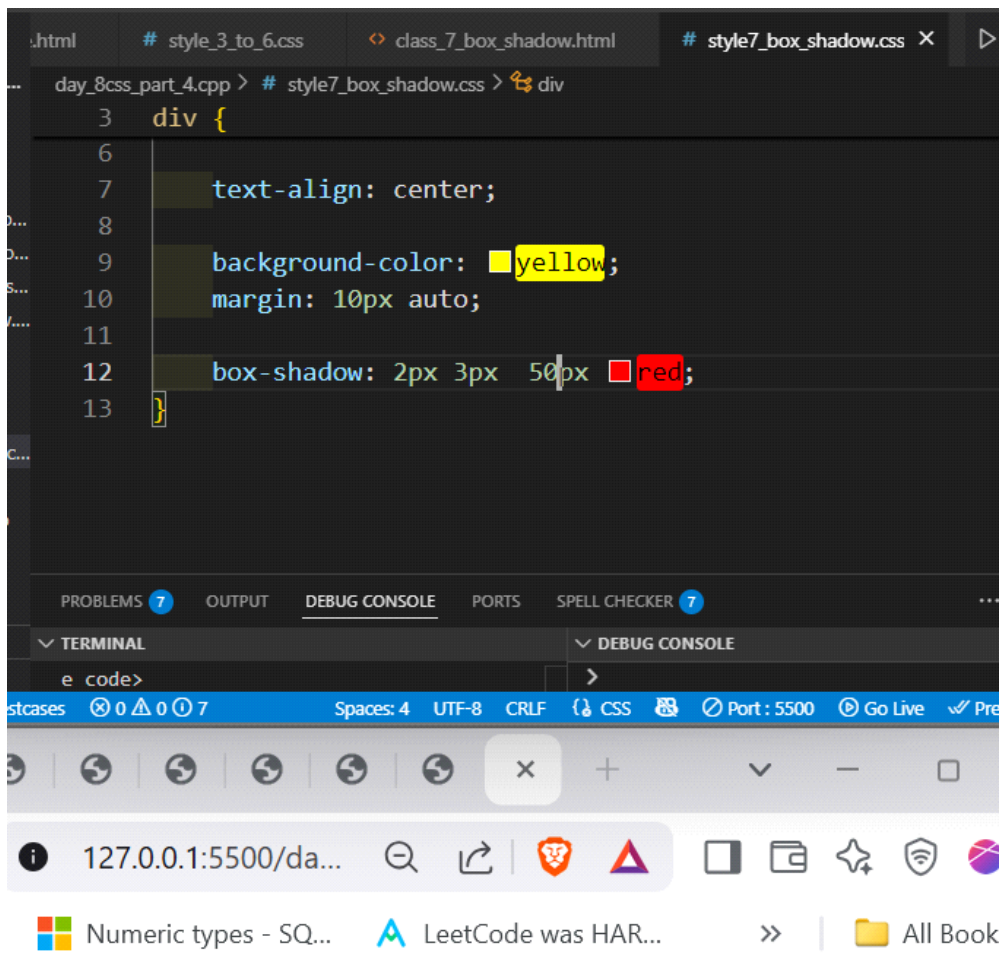 .html # style_3_to_6.css <> class_7_box_shadow.html # style7_box_shadow.css ×
... day_8css_part_4.cpp > # style7_box_shadow.css > div
3 div {
6
7 text-align: center;
8
9 background-color: yellow;
10 margin: 10px auto;
11
12 box-shadow: 2px 3px  50px red;
13 }
PROBLEMS 7 OUTPUT DEBUG CONSOLE PORTS SPELL CHECKER 7 ...
TERMINAL DEBUG CONSOLE
e code> >
stcases 0 0 7 Spaces: 4 UTF-8 CRLF CSS Port : 5500 Go Live Pre
127.0.0.1:5500/da...
Numeric types - SQ... LeetCode was HAR... » All Book